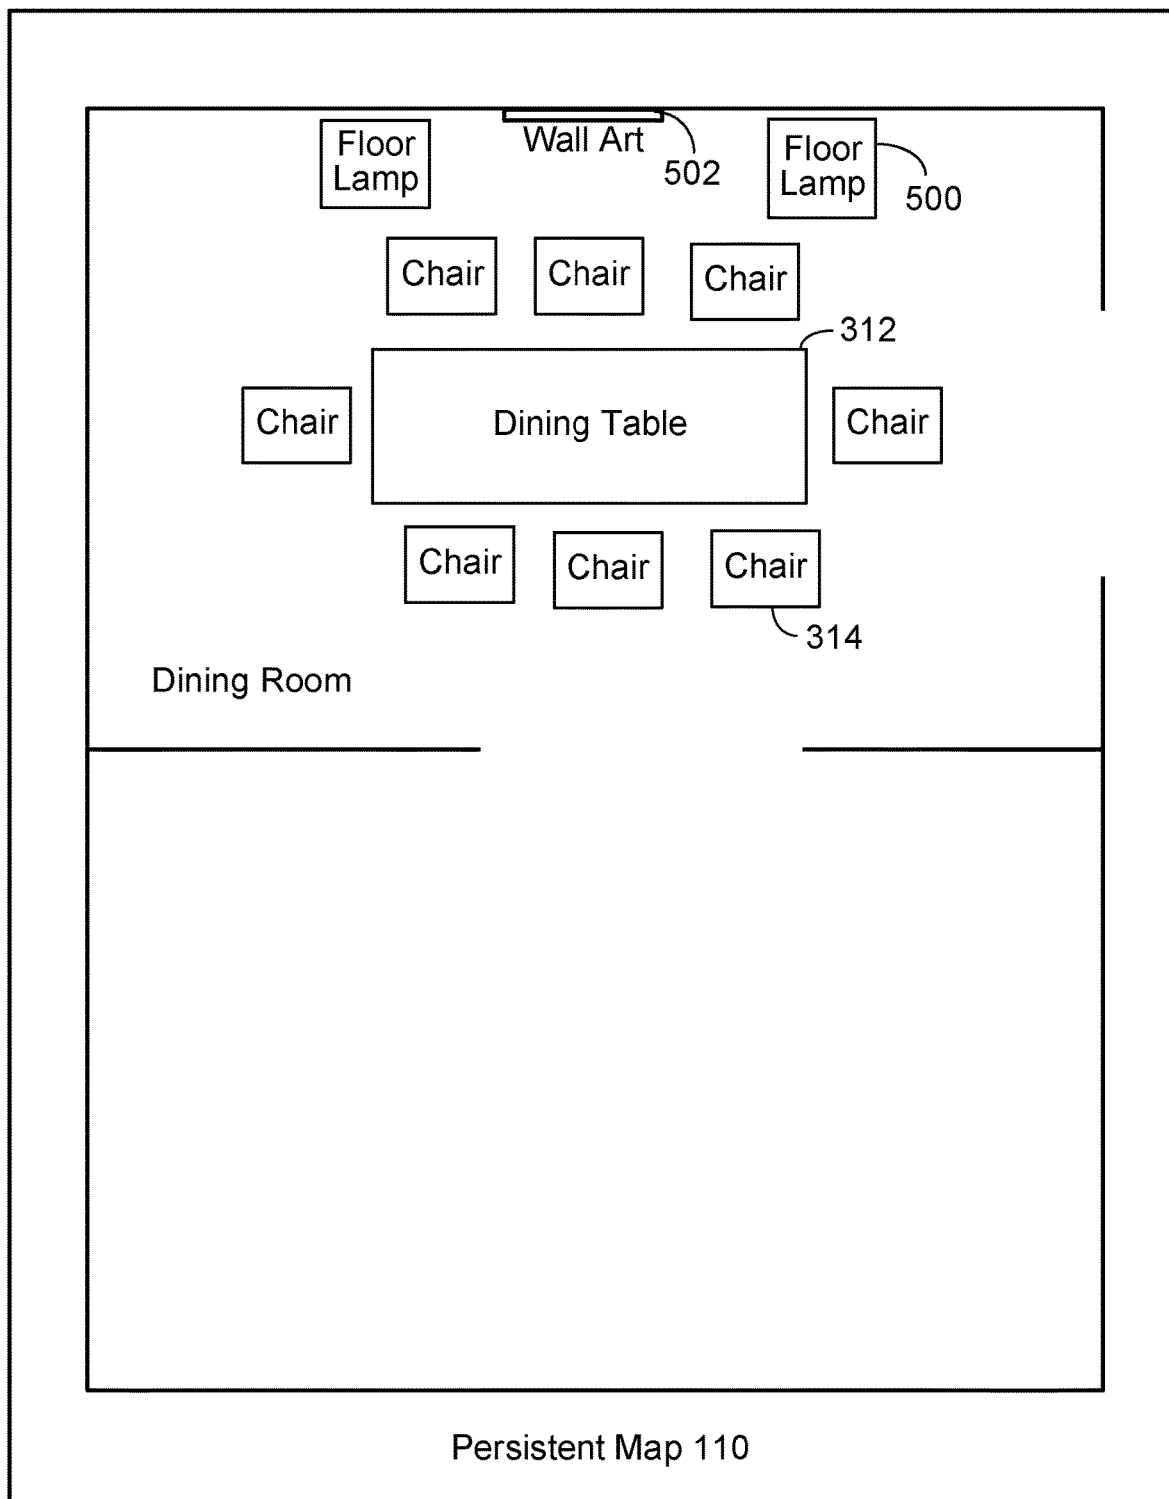 Floor
Lamp
Wall Art
502
Floor
Lamp
500
Chair
Chair
Chair
312
Chair
Dining Table
Chair
Chair
Chair
Chair
314
Dining Room
Persistent Map 110